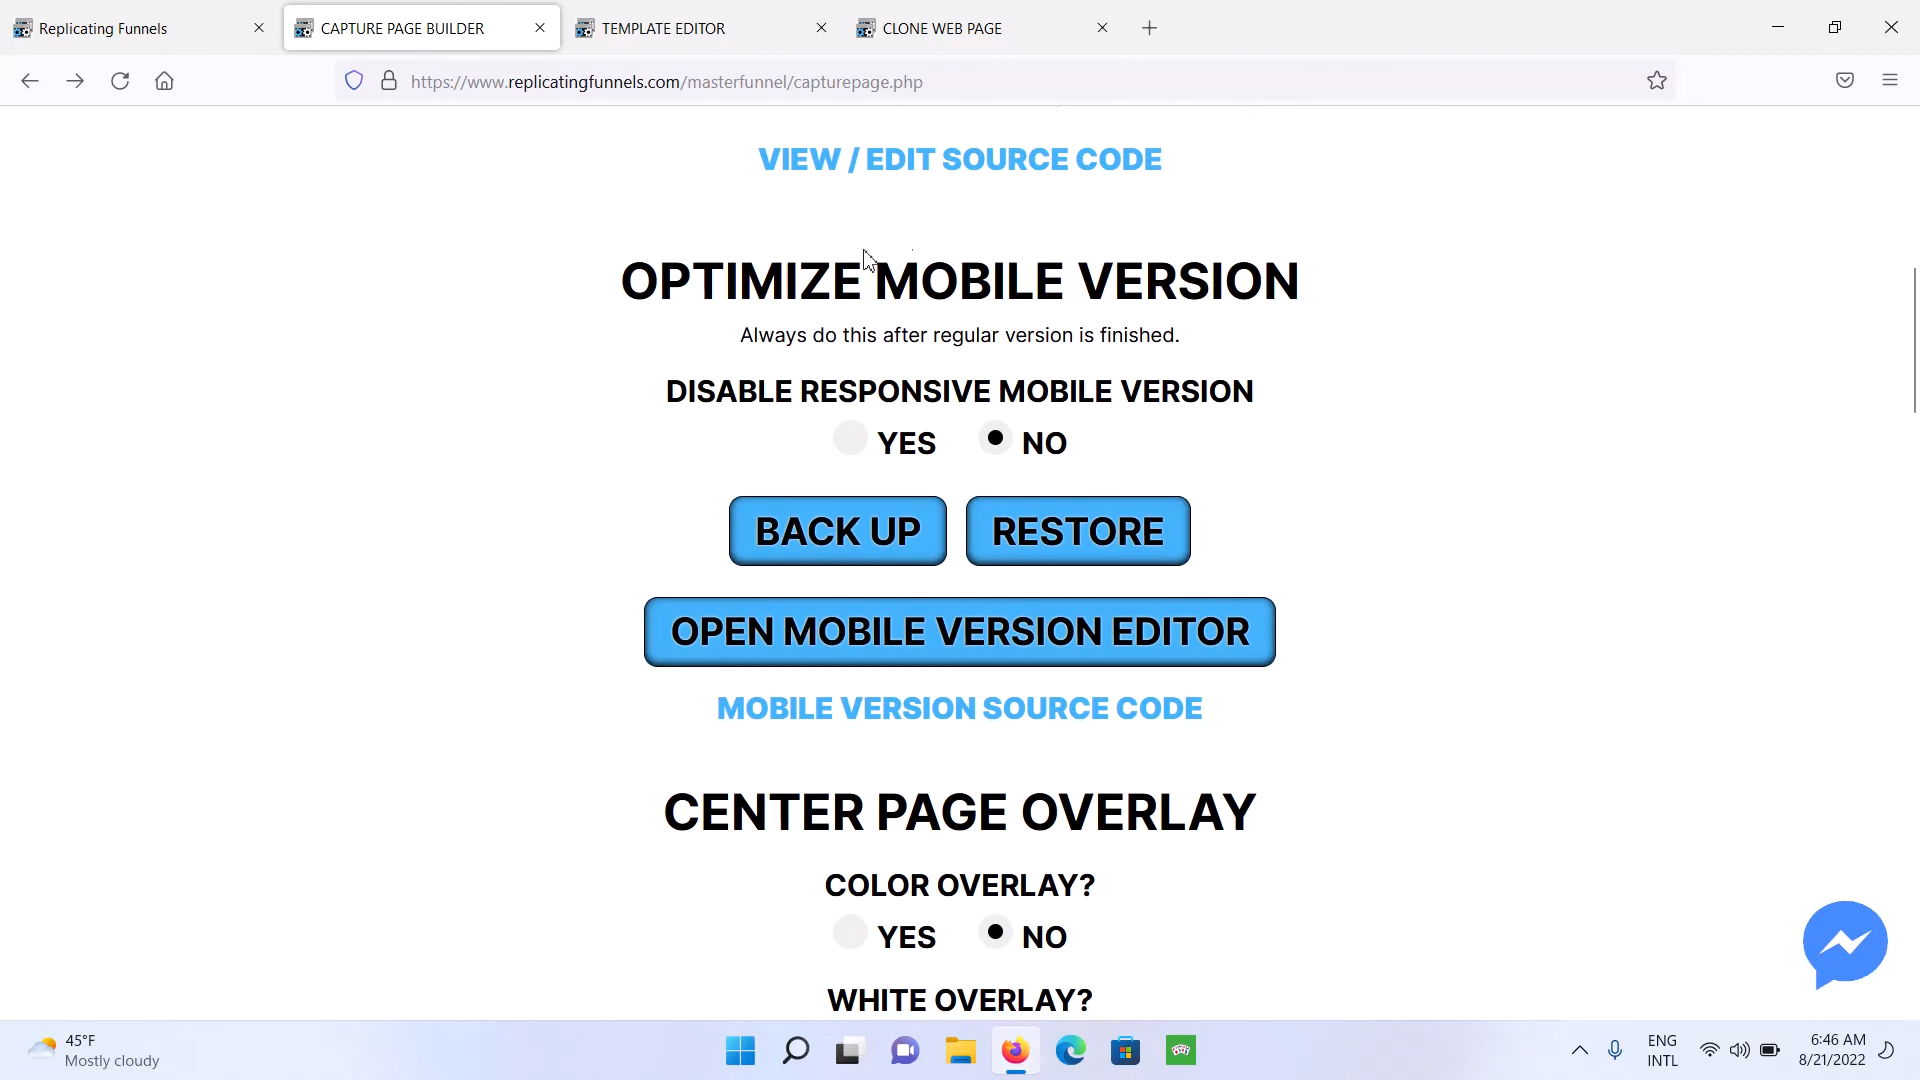 Replicating Funnels
CAPTURE PAGE BUILDER
TEMPLATE EDITOR
CLONE WEB PAGE
https://www.replicatingfunnels.com/masterfunnel/capturepage.php
VIEW / EDIT SOURCE CODE
OPTIMIZE MOBILE VERSION
Always do this after regular version is finished.
DISABLE RESPONSIVE MOBILE VERSION
YES NO
BACK UP RESTORE
OPEN MOBILE VERSION EDITOR
MOBILE VERSION SOURCE CODE
CENTER PAGE OVERLAY
COLOR OVERLAY?
YES NO
WHITE OVERLAY?
45°F
Mostly cloudy
ENG
INTL
6:46 AM
8/21/2022